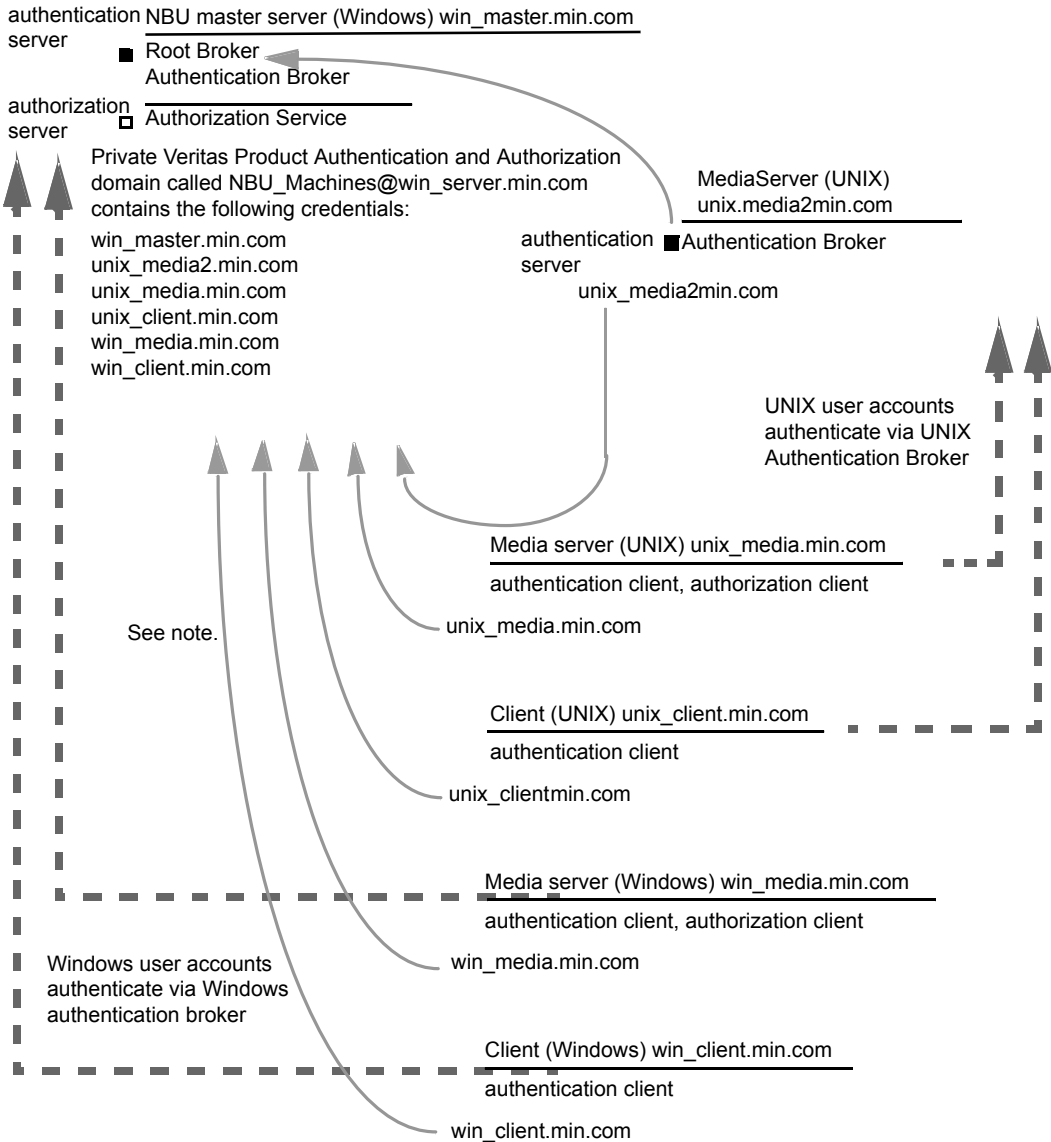 authentication
server
NBU master server (Windows) win_master.min.com
Root Broker
Authentication Broker
authorization
server
Authorization Service
Private Veritas Product Authentication and Authorization
domain called NBU_Machines@win_server.min.com
contains the following credentials:
win_master.min.com
unix_media2.min.com
unix_media.min.com
unix_client.min.com
win_media.min.com
win_client.min.com
MediaServer (UNIX)
unix.media2min.com
authentication
server
Authentication Broker
unix_media2min.com
UNIX user accounts
authenticate via UNIX
Authentication Broker
Media server (UNIX) unix_media.min.com
authentication client, authorization client
unix_media.min.com
See note.
Client (UNIX) unix_client.min.com
authentication client
unix_clientmin.com
Media server (Windows) win_media.min.com
authentication client, authorization client
win_media.min.com
Windows user accounts
authenticate via Windows
authentication broker
Client (Windows) win_client.min.com
authentication client
win_client.min.com